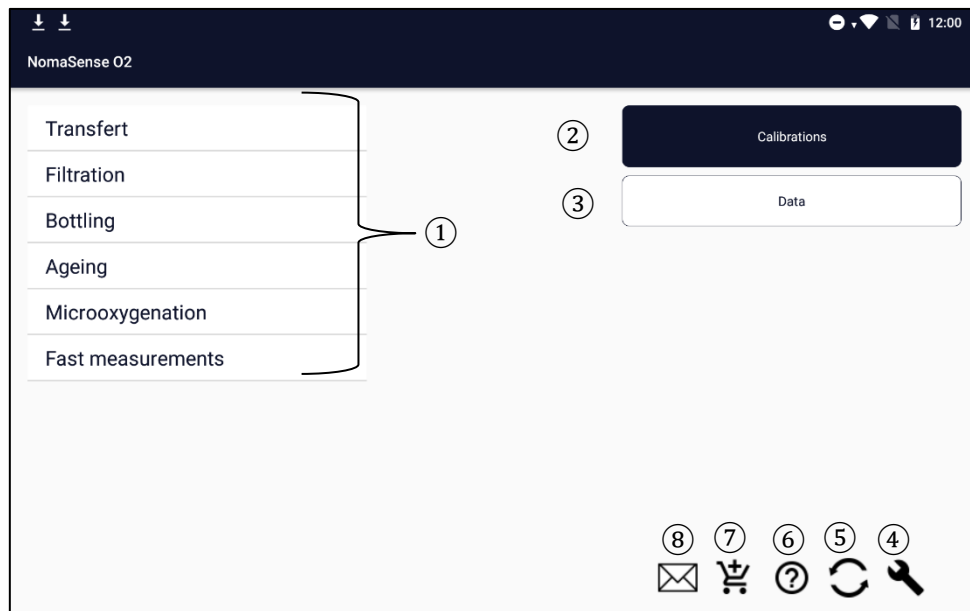 12:00
NomaSense O2
Transfert
Filtration
Bottling
Ageing
Microoxygenation
Fast measurements
①
② Calibrations
③ Data
⑧ ⑦ ⑥ ⑤ ④